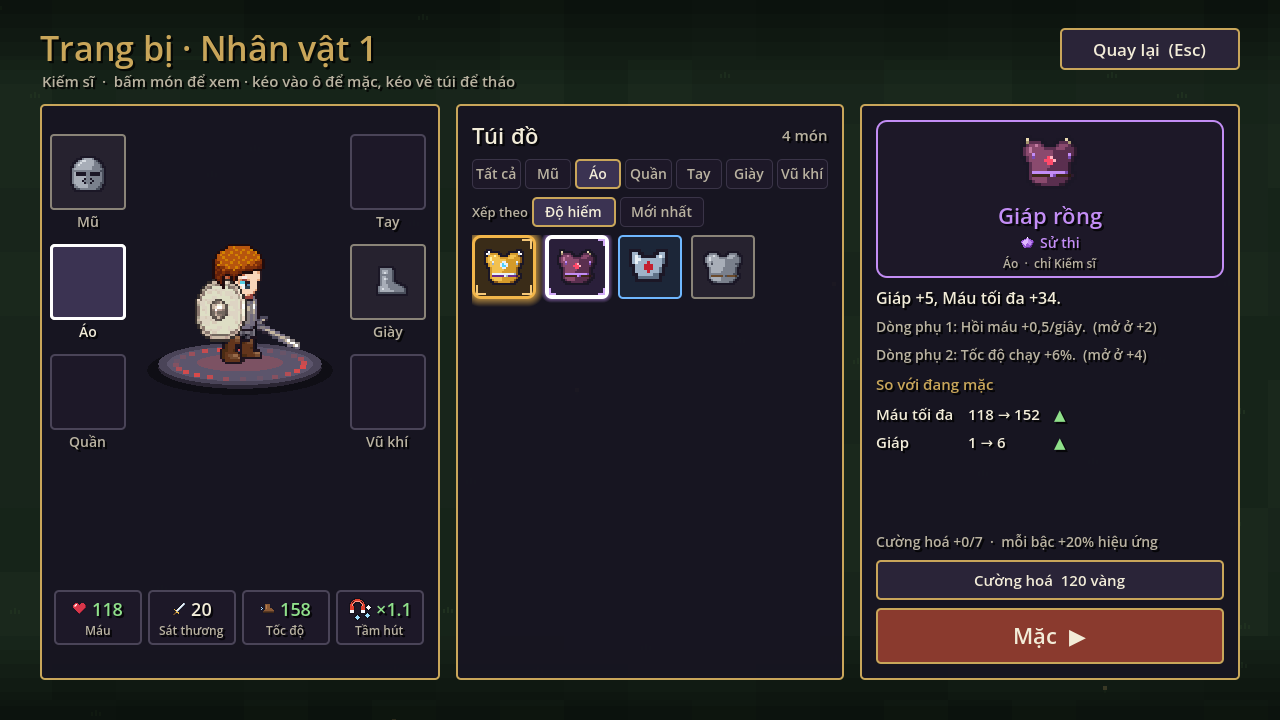 Trang bị · Nhân vật 1
Kiếm sĩ · bấm món để xem · kéo vào ô để mặc, kéo về túi để tháo
Quay lại (Esc)
Mũ
Tay
Áo
Giày
Quần
Vũ khí
118
Máu
20
Sát thương
158
Tốc độ
×1.1
Tầm hút
Túi đồ
4 món
Tất cả Mũ Áo Quần Tay Giày Vũ khí
Xếp theo Độ hiếm Mới nhất
Giáp rồng
Sử thi
Áo · chỉ Kiếm sĩ
Giáp +5, Máu tối đa +34.
Dòng phụ 1: Hồi máu +0,5/giây. (mở ở +2)
Dòng phụ 2: Tốc độ chạy +6%. (mở ở +4)
So với đang mặc
Máu tối đa 118 → 152 ▲
Giáp 1 → 6 ▲
Cường hoá +0/7 · mỗi bậc +20% hiệu ứng
Cường hoá 120 vàng
Mặc ▶